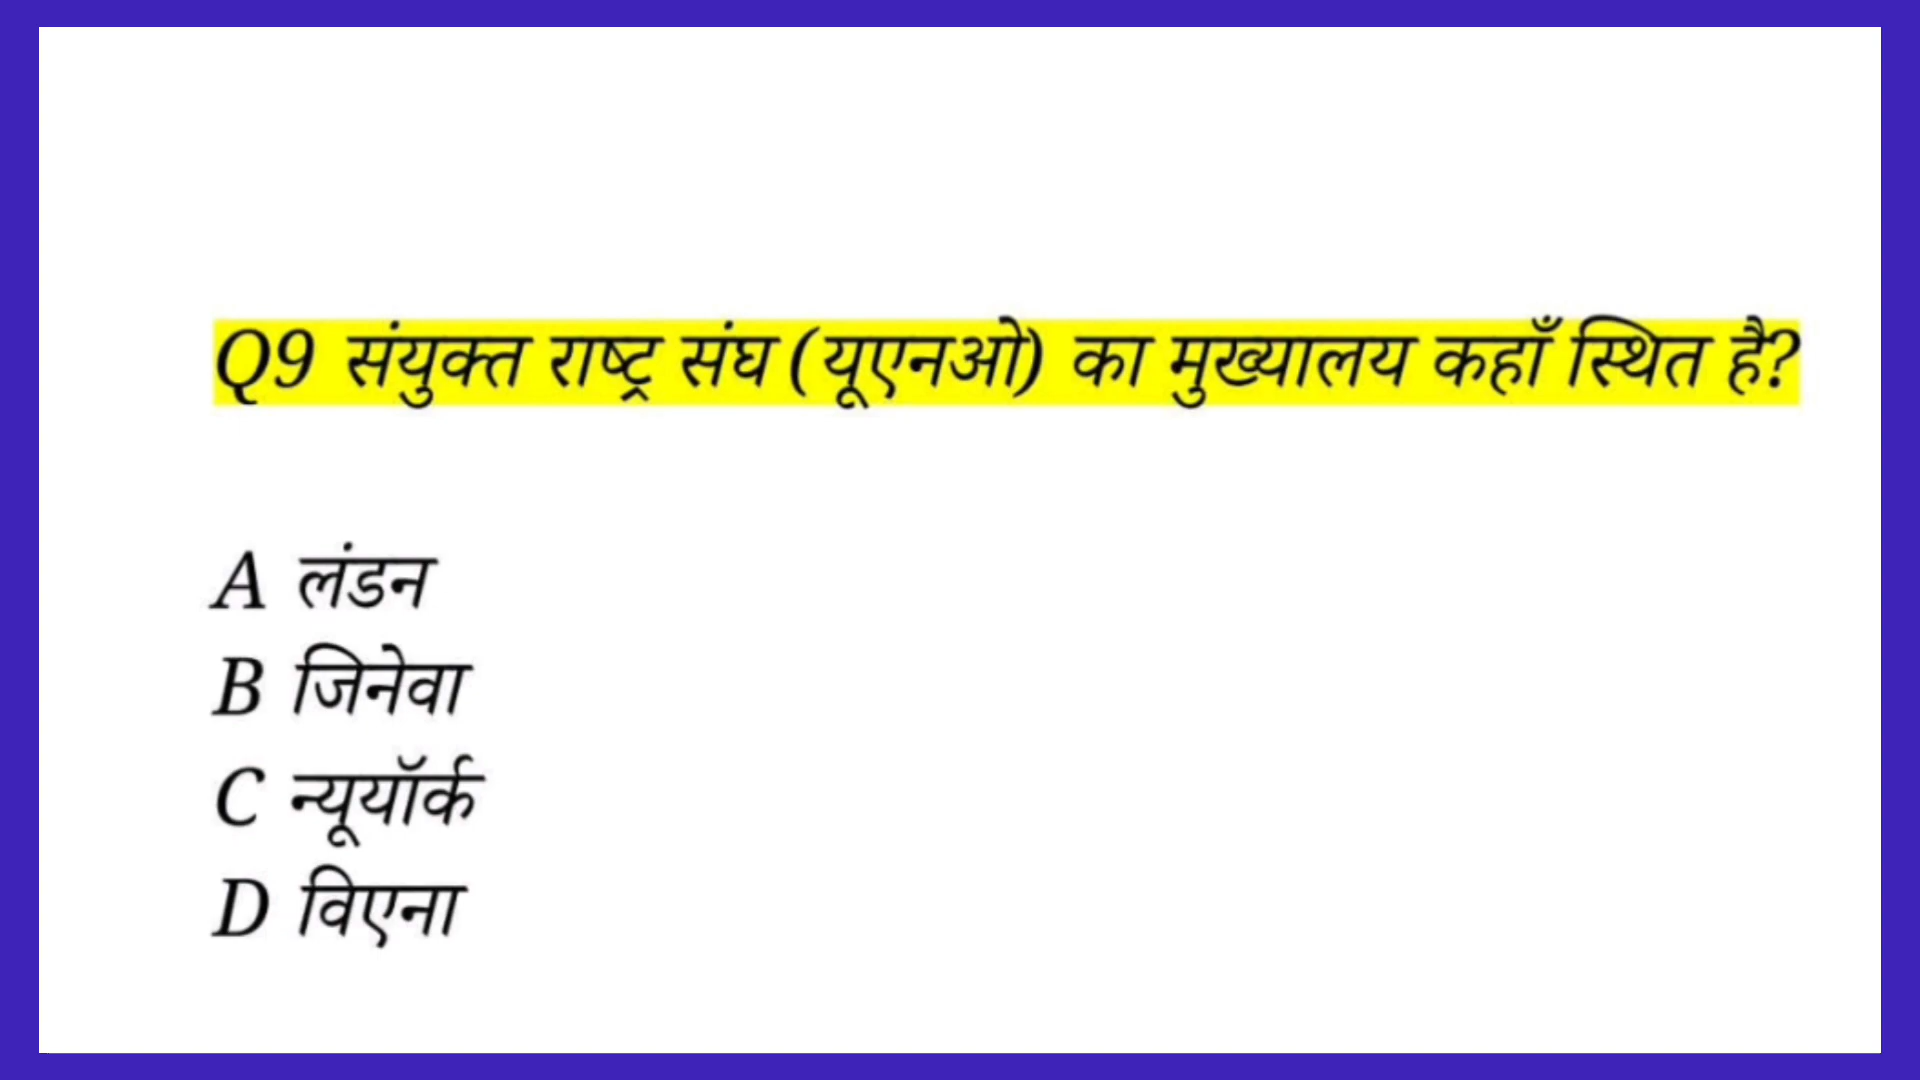 Q9 संयुक्त राष्ट्र संघ (यूएनओ) का मुख्यालय कहाँ स्थित है?
A लंडन
B जिनेवा
C न्यूयॉर्क
D विएना